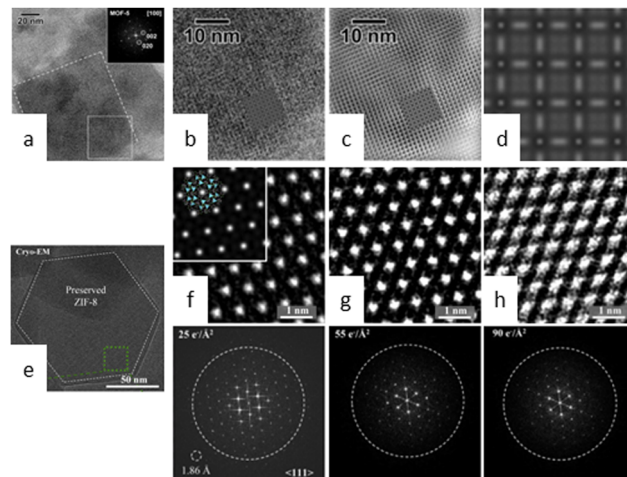 20 nm
MOF-5 [100]
002
020
a
10 nm
b
10 nm
c
d
Cryo-EM
Preserved
ZIF-8
50 nm
e
f
1 nm
g
1 nm
h
1 nm
25 e⁻/Å²
1.86 Å
<111>
55 e⁻/Å²
90 e⁻/Å²